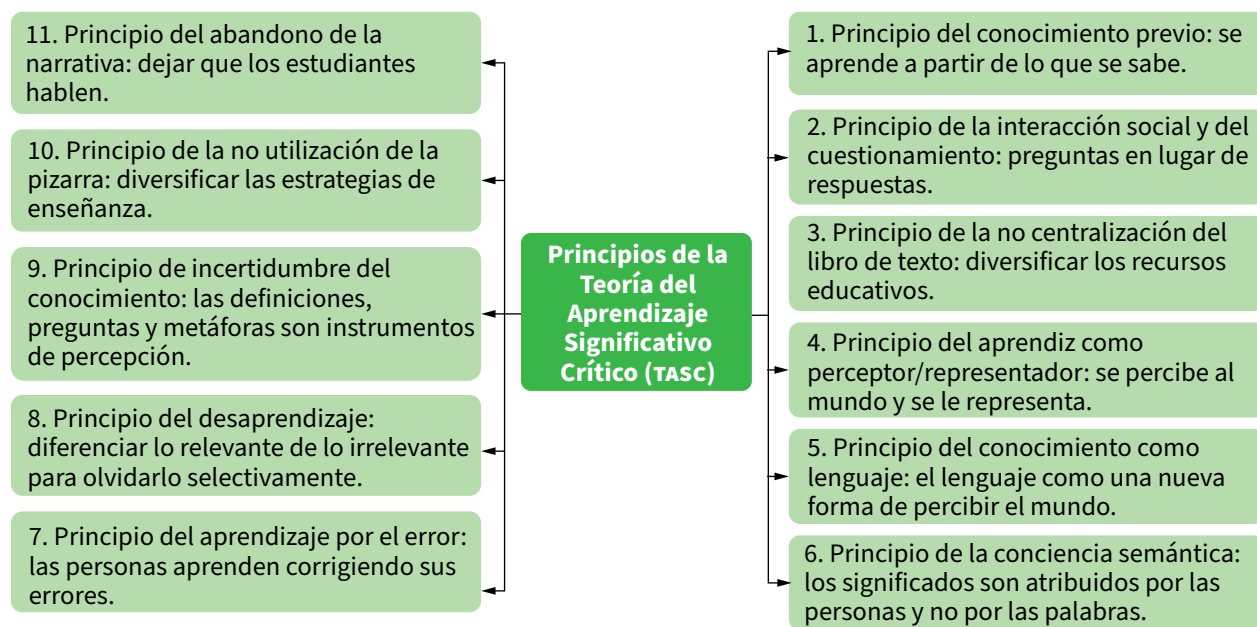 Principios de la
Teoría del
Aprendizaje
Significativo
Crítico (TASC)
1. Principio del conocimiento previo: se
aprende a partir de lo que se sabe.
2. Principio de la interacción social y del
cuestionamiento: preguntas en lugar de
respuestas.
3. Principio de la no centralización del
libro de texto: diversificar los recursos
educativos.
4. Principio del aprendiz como
perceptor/representador: se percibe al
mundo y se le representa.
5. Principio del conocimiento como
lenguaje: el lenguaje como una nueva
forma de percibir el mundo.
6. Principio de la conciencia semántica:
los significados son atribuidos por las
personas y no por las palabras.
7. Principio del aprendizaje por el error:
las personas aprenden corrigiendo sus
errores.
8. Principio del desaprendizaje:
diferenciar lo relevante de lo irrelevante
para olvidarlo selectivamente.
9. Principio de incertidumbre del
conocimiento: las definiciones,
preguntas y metáforas son instrumentos
de percepción.
10. Principio de la no utilización de la
pizarra: diversificar las estrategias de
enseñanza.
11. Principio del abandono de la
narrativa: dejar que los estudiantes
hablen.